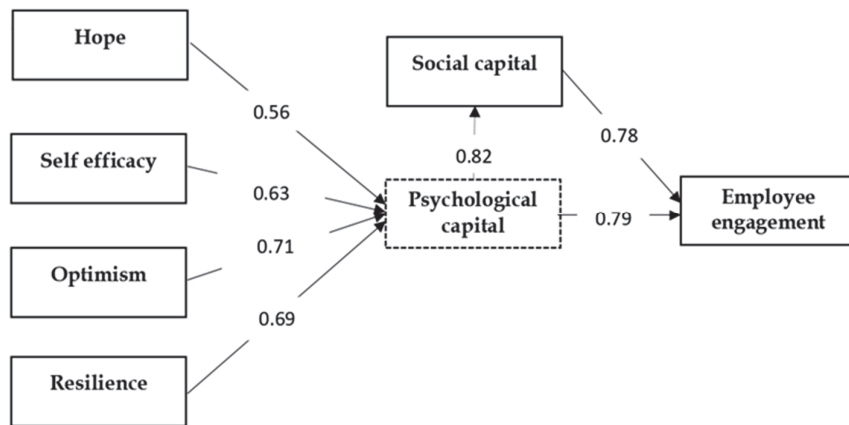 Hope
Social capital
0.56
0.78
Self efficacy
0.82
0.63
Psychological
capital
0.79
Employee
engagement
0.71
Optimism
0.69
Resilience